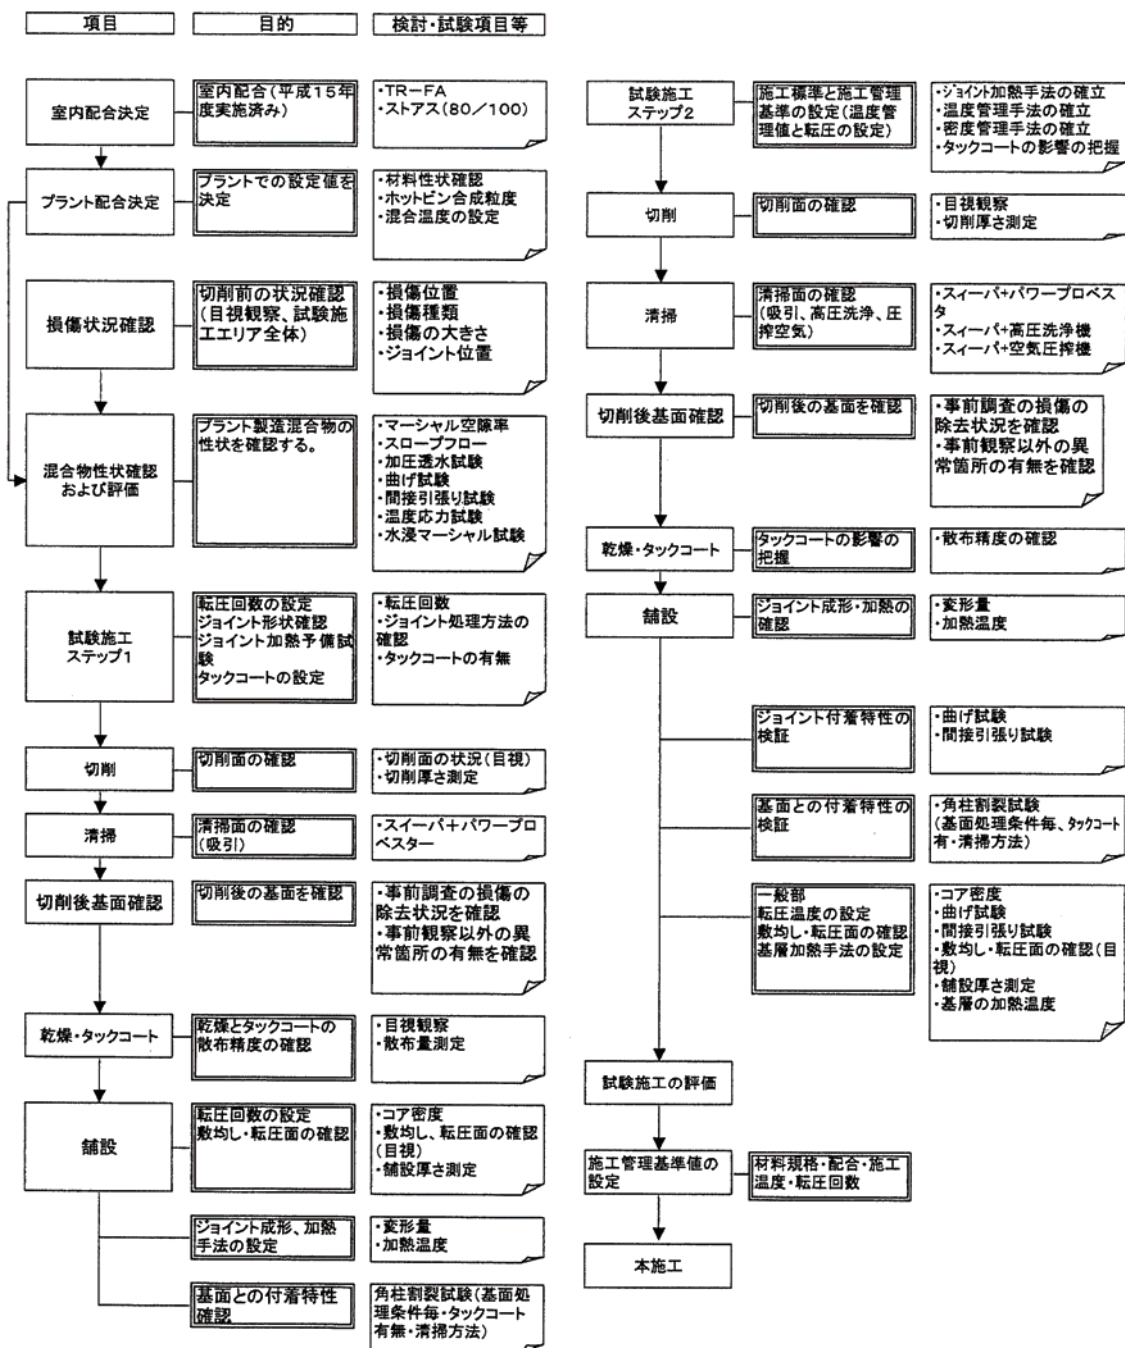 項目
目的
検討・試験項目等
室内配合決定
室内配合(平成15年
度実施済み)
・TR－FA
・ストアス(80／100)
プラント配合決定
プラントでの設定値を
決定
・材料性状確認
・ホットビン合成粒度
・混合温度の設定
損傷状況確認
切削前の状況確認
(目視観察、試験施
工エリア全体)
・損傷位置
・損傷種類
・損傷の大きさ
・ジョイント位置
混合物性状確認
および評価
プラント製造混合物の
性状を確認する。
・マーシャル空隙率
・スロープフロー
・加圧透水試験
・曲げ試験
・間接引張り試験
・温度応力試験
・水浸マーシャル試験
試験施工
ステップ1
転圧回数の設定
ジョイント形状確認
ジョイント加熱予備試
験
タックコートの設定
・転圧回数
・ジョイント処理方法の
確認
・タックコートの有無
切削
切削面の確認
・切削面の状況(目視)
・切削厚さ測定
清掃
清掃面の確認
(吸引)
・スイーパ＋パワープロ
ベスター
切削後基面確認
切削後の基面を確認
・事前調査の損傷の
除去状況を確認
・事前観察以外の異
常箇所の有無を確認
乾燥・タックコート
乾燥とタックコートの
散布精度の確認
・目視観察
・散布量測定
舗設
転圧回数の設定
敷均し・転圧面の確認
・コア密度
・敷均し、転圧面の確認
(目視)
・舗設厚さ測定
ジョイント成形、加熱
手法の設定
・変形量
・加熱温度
基面との付着特性
確認
角柱割裂試験(基面処
理条件毎・タックコート
有無・清掃方法)
試験施工
ステップ2
施工標準と施工管理
基準の設定(温度管
理値と転圧の設定)
・ジョイント加熱手法の確立
・温度管理手法の確立
・密度管理手法の確立
・タックコートの影響の把握
切削
切削面の確認
・目視観察
・切削厚さ測定
清掃
清掃面の確認
(吸引、高圧洗浄、圧
搾空気)
・スィーパ+パワープロベス
タ
・スィーパ+高圧洗浄機
・スィーパ+空気圧搾機
切削後基面確認
切削後の基面を確認
・事前調査の損傷の
除去状況を確認
・事前観察以外の異
常箇所の有無を確認
乾燥・タックコート
タックコートの影響の
把握
・散布精度の確認
舗設
ジョイント成形・加熱の
確認
・変形量
・加熱温度
ジョイント付着特性の
検証
・曲げ試験
・間接引張り試験
基面との付着特性の
検証
・角柱割裂試験
(基面処理条件毎、タックコート
有・清掃方法)
一般部
転圧温度の設定
敷均し・転圧面の確認
基層加熱手法の設定
・コア密度
・曲げ試験
・間接引張り試験
・敷均し・転圧面の確認(目
視)
・舗設厚さ測定
・基層の加熱温度
試験施工の評価
施工管理基準値の
設定
材料規格・配合・施工
温度・転圧回数
本施工